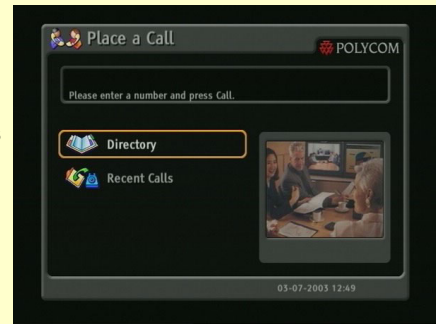 Place a Call
POLYCOM
Please enter a number and press Call.
Directory
Recent Calls
03-07-2003 12:49